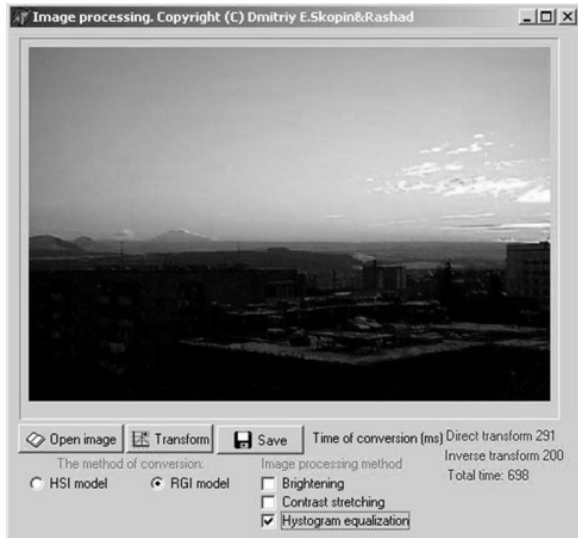 Image processing. Copyright (C) Dmitriy E.Skopin&Rashad
Open image
Transform
Save
Time of conversion (ms)
Direct transform 291
Inverse transform 200
Total time: 698
The method of conversion:
HSI model
RGI model
Image processing method
Brightening
Contrast stretching
Hystogram equalization